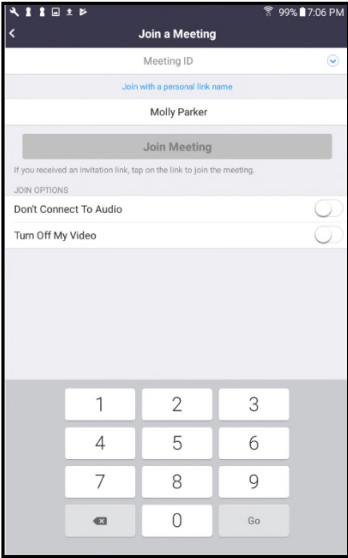 99% 7:06 PM
Join a Meeting
Meeting ID
Join with a personal link name
Molly Parker
Join Meeting
If you received an invitation link, tap on the link to join the meeting.
JOIN OPTIONS
Don't Connect To Audio
Turn Off My Video
1 2 3
4 5 6
7 8 9
0 Go